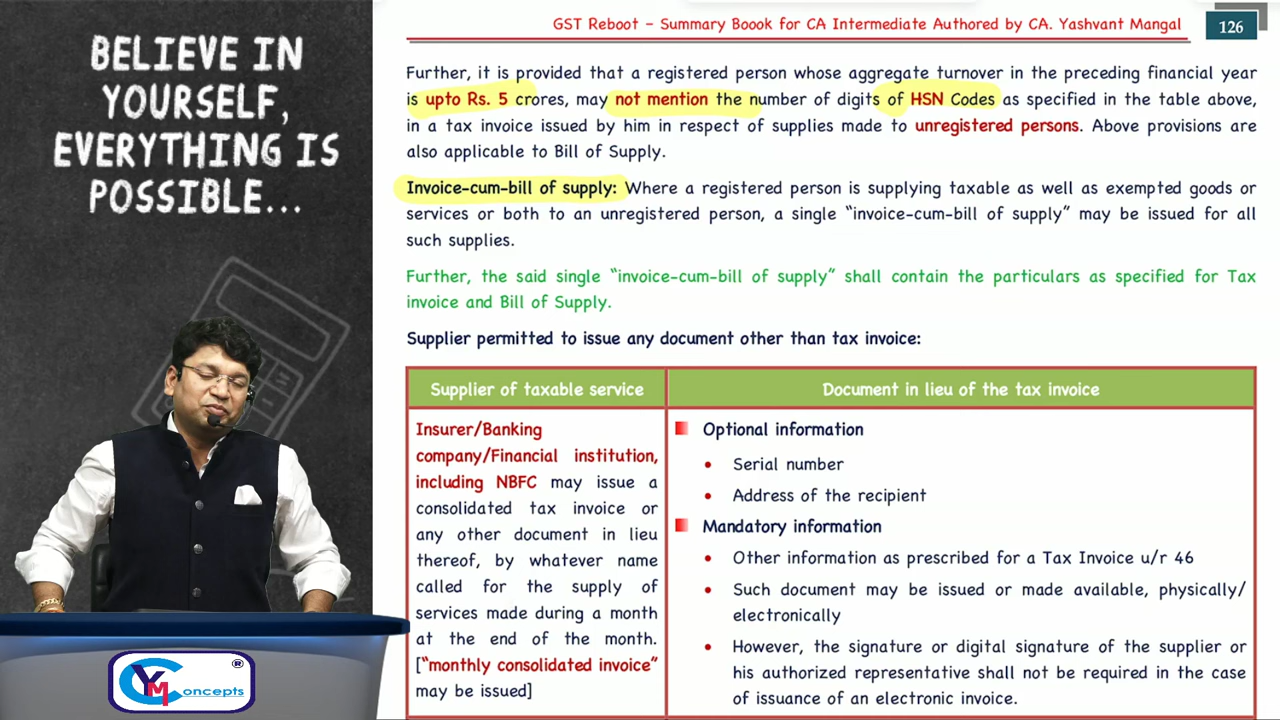 BELIEVE IN
YOURSELF,
EVERYTHING IS
POSSIBLE...
GST Reboot – Summary Boook for CA Intermediate Authored by CA. Yashvant Mangal
126
Further, it is provided that a registered person whose aggregate turnover in the preceding financial year
is upto Rs. 5 crores, may not mention the number of digits of HSN Codes as specified in the table above,
in a tax invoice issued by him in respect of supplies made to unregistered persons. Above provisions are
also applicable to Bill of Supply.
Invoice-cum-bill of supply: Where a registered person is supplying taxable as well as exempted goods or
services or both to an unregistered person, a single “invoice-cum-bill of supply” may be issued for all
such supplies.
Further, the said single “invoice-cum-bill of supply” shall contain the particulars as specified for Tax
invoice and Bill of Supply.
Supplier permitted to issue any document other than tax invoice:
Supplier of taxable service
Insurer/Banking
company/Financial institution,
including NBFC may issue a
consolidated tax invoice or
any other document in lieu
thereof, by whatever name
called for the supply of
services made during a month
at the end of the month.
[“monthly consolidated invoice”
may be issued]
Document in lieu of the tax invoice
Optional information
• Serial number
• Address of the recipient
Mandatory information
• Other information as prescribed for a Tax Invoice u/r 46
• Such document may be issued or made available, physically/
electronically
• However, the signature or digital signature of the supplier or
his authorized representative shall not be required in the case
of issuance of an electronic invoice.
YM Concepts ®